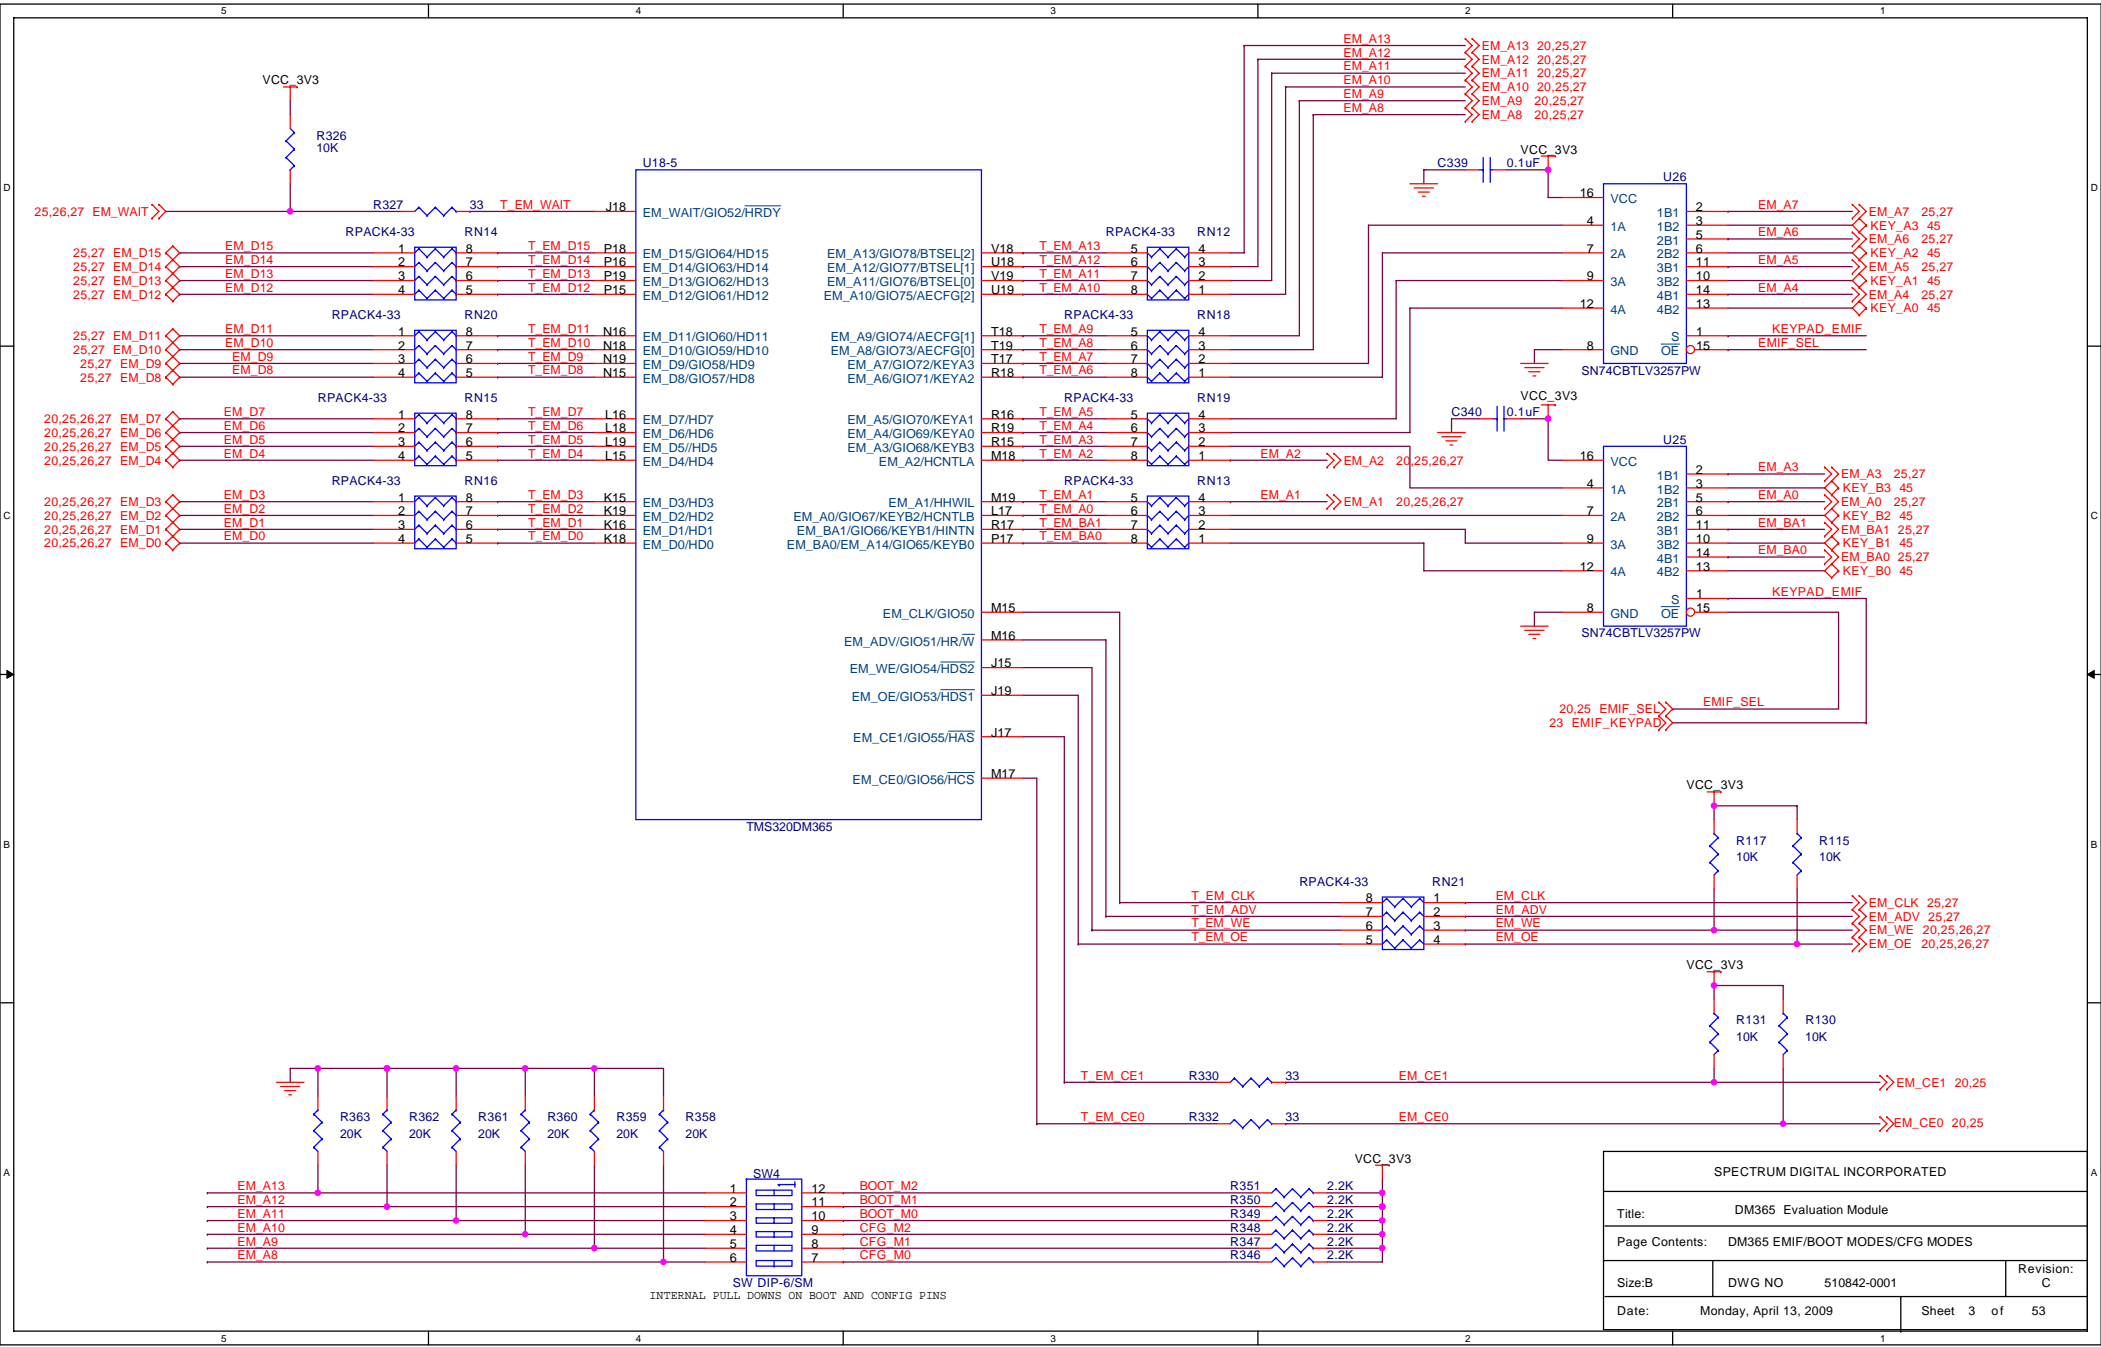 5 4 3 2 1
D
C
B
A
VCC_3V3
R326
10K
25,26,27 EM_WAIT
R327 33 T_EM_WAIT J18
RPACK4-33 RN14
25,27 EM_D15 EM_D15 1 8 T_EM_D15 P18
25,27 EM_D14 EM_D14 2 7 T_EM_D14 P16
25,27 EM_D13 EM_D13 3 6 T_EM_D13 P19
25,27 EM_D12 EM_D12 4 5 T_EM_D12 P15
RPACK4-33 RN20
25,27 EM_D11 EM_D11 1 8 T_EM_D11 N16
25,27 EM_D10 EM_D10 2 7 T_EM_D10 N18
25,27 EM_D9 EM_D9 3 6 T_EM_D9 N19
25,27 EM_D8 EM_D8 4 5 T_EM_D8 N15
RPACK4-33 RN15
20,25,26,27 EM_D7 EM_D7 1 8 T_EM_D7 L16
20,25,26,27 EM_D6 EM_D6 2 7 T_EM_D6 L18
20,25,26,27 EM_D5 EM_D5 3 6 T_EM_D5 L19
20,25,26,27 EM_D4 EM_D4 4 5 T_EM_D4 L15
RPACK4-33 RN16
20,25,26,27 EM_D3 EM_D3 1 8 T_EM_D3 K15
20,25,26,27 EM_D2 EM_D2 2 7 T_EM_D2 K19
20,25,26,27 EM_D1 EM_D1 3 6 T_EM_D1 K16
20,25,26,27 EM_D0 EM_D0 4 5 T_EM_D0 K18
U18-5
EM_WAIT/GIO52/HRDY
EM_D15/GIO64/HD15
EM_D14/GIO63/HD14
EM_D13/GIO62/HD13
EM_D12/GIO61/HD12
EM_D11/GIO60/HD11
EM_D10/GIO59/HD10
EM_D9/GIO58/HD9
EM_D8/GIO57/HD8
EM_D7/HD7
EM_D6/HD6
EM_D5//HD5
EM_D4/HD4
EM_D3/HD3
EM_D2/HD2
EM_D1/HD1
EM_D0/HD0
EM_A13/GIO78/BTSEL[2]
EM_A12/GIO77/BTSEL[1]
EM_A11/GIO76/BTSEL[0]
EM_A10/GIO75/AECFG[2]
EM_A9/GIO74/AECFG[1]
EM_A8/GIO73/AECFG[0]
EM_A7/GIO72/KEYA3
EM_A6/GIO71/KEYA2
EM_A5/GIO70/KEYA1
EM_A4/GIO69/KEYA0
EM_A3/GIO68/KEYB3
EM_A2/HCNTLA
EM_A1/HHWIL
EM_A0/GIO67/KEYB2/HCNTLB
EM_BA1/GIO66/KEYB1/HINTN
EM_BA0/EM_A14/GIO65/KEYB0
EM_CLK/GIO50
EM_ADV/GIO51/HR/W
EM_WE/GIO54/HDS2
EM_OE/GIO53/HDS1
EM_CE1/GIO55/HAS
EM_CE0/GIO56/HCS
TMS320DM365
RPACK4-33 RN12
V18 T_EM_A13 5 4
U18 T_EM_A12 6 3
V19 T_EM_A11 7 2
U19 T_EM_A10 8 1
RPACK4-33 RN18
T18 T_EM_A9 5 4
T19 T_EM_A8 6 3
T17 T_EM_A7 7 2
R18 T_EM_A6 8 1
RPACK4-33 RN19
R16 T_EM_A5 5 4
R19 T_EM_A4 6 3
R15 T_EM_A3 7 2
M18 T_EM_A2 8 1 EM_A2 EM_A2 20,25,26,27
RPACK4-33 RN13
M19 T_EM_A1 5 4 EM_A1 EM_A1 20,25,26,27
L17 T_EM_A0 6 3
R17 T_EM_BA1 7 2
P17 T_EM_BA0 8 1
M15
M16
J15
J19
J17
M17
EM_A13 EM_A13 20,25,27
EM_A12 EM_A12 20,25,27
EM_A11 EM_A11 20,25,27
EM_A10 EM_A10 20,25,27
EM_A9 EM_A9 20,25,27
EM_A8 EM_A8 20,25,27
VCC_3V3
C339 0.1uF
U26
16 VCC
4 1A
7 2A
9 3A
12 4A
8 GND
1B1 2 EM_A7 EM_A7 25,27
1B2 3 KEY_A3 45
2B1 5 EM_A6 EM_A6 25,27
2B2 6 KEY_A2 45
3B1 11 EM_A5 EM_A5 25,27
3B2 10 KEY_A1 45
4B1 14 EM_A4 EM_A4 25,27
4B2 13 KEY_A0 45
S 1 KEYPAD_EMIF
OE 15 EMIF_SEL
SN74CBTLV3257PW
VCC_3V3
C340 0.1uF
U25
16 VCC
4 1A
7 2A
9 3A
12 4A
8 GND
1B1 2 EM_A3 EM_A3 25,27
1B2 3 KEY_B3 45
2B1 5 EM_A0 EM_A0 25,27
2B2 6 KEY_B2 45
3B1 11 EM_BA1 EM_BA1 25,27
3B2 10 KEY_B1 45
4B1 14 EM_BA0 EM_BA0 25,27
4B2 13 KEY_B0 45
S 1 KEYPAD_EMIF
OE 15
SN74CBTLV3257PW
20,25 EMIF_SEL EMIF_SEL
23 EMIF_KEYPAD
VCC_3V3
R117 R115
10K 10K
RPACK4-33 RN21
T_EM_CLK 8 1 EM_CLK EM_CLK 25,27
T_EM_ADV 7 2 EM_ADV EM_ADV 25,27
T_EM_WE 6 3 EM_WE EM_WE 20,25,26,27
T_EM_OE 5 4 EM_OE EM_OE 20,25,26,27
VCC_3V3
R131 R130
10K 10K
T_EM_CE1 R330 33 EM_CE1 EM_CE1 20,25
T_EM_CE0 R332 33 EM_CE0 EM_CE0 20,25
R363 R362 R361 R360 R359 R358
20K 20K 20K 20K 20K 20K
VCC_3V3
SW4
EM_A13 1 12 BOOT_M2 R351 2.2K
EM_A12 2 11 BOOT_M1 R350 2.2K
EM_A11 3 10 BOOT_M0 R349 2.2K
EM_A10 4 9 CFG_M2 R348 2.2K
EM_A9 5 8 CFG_M1 R347 2.2K
EM_A8 6 7 CFG_M0 R346 2.2K
SW DIP-6/SM
INTERNAL PULL DOWNS ON BOOT AND CONFIG PINS
SPECTRUM DIGITAL INCORPORATED
Title: DM365 Evaluation Module
Page Contents: DM365 EMIF/BOOT MODES/CFG MODES
Size:B DWG NO 510842-0001 Revision: C
Date: Monday, April 13, 2009 Sheet 3 of 53
D
C
B
A
5 4 3 2 1